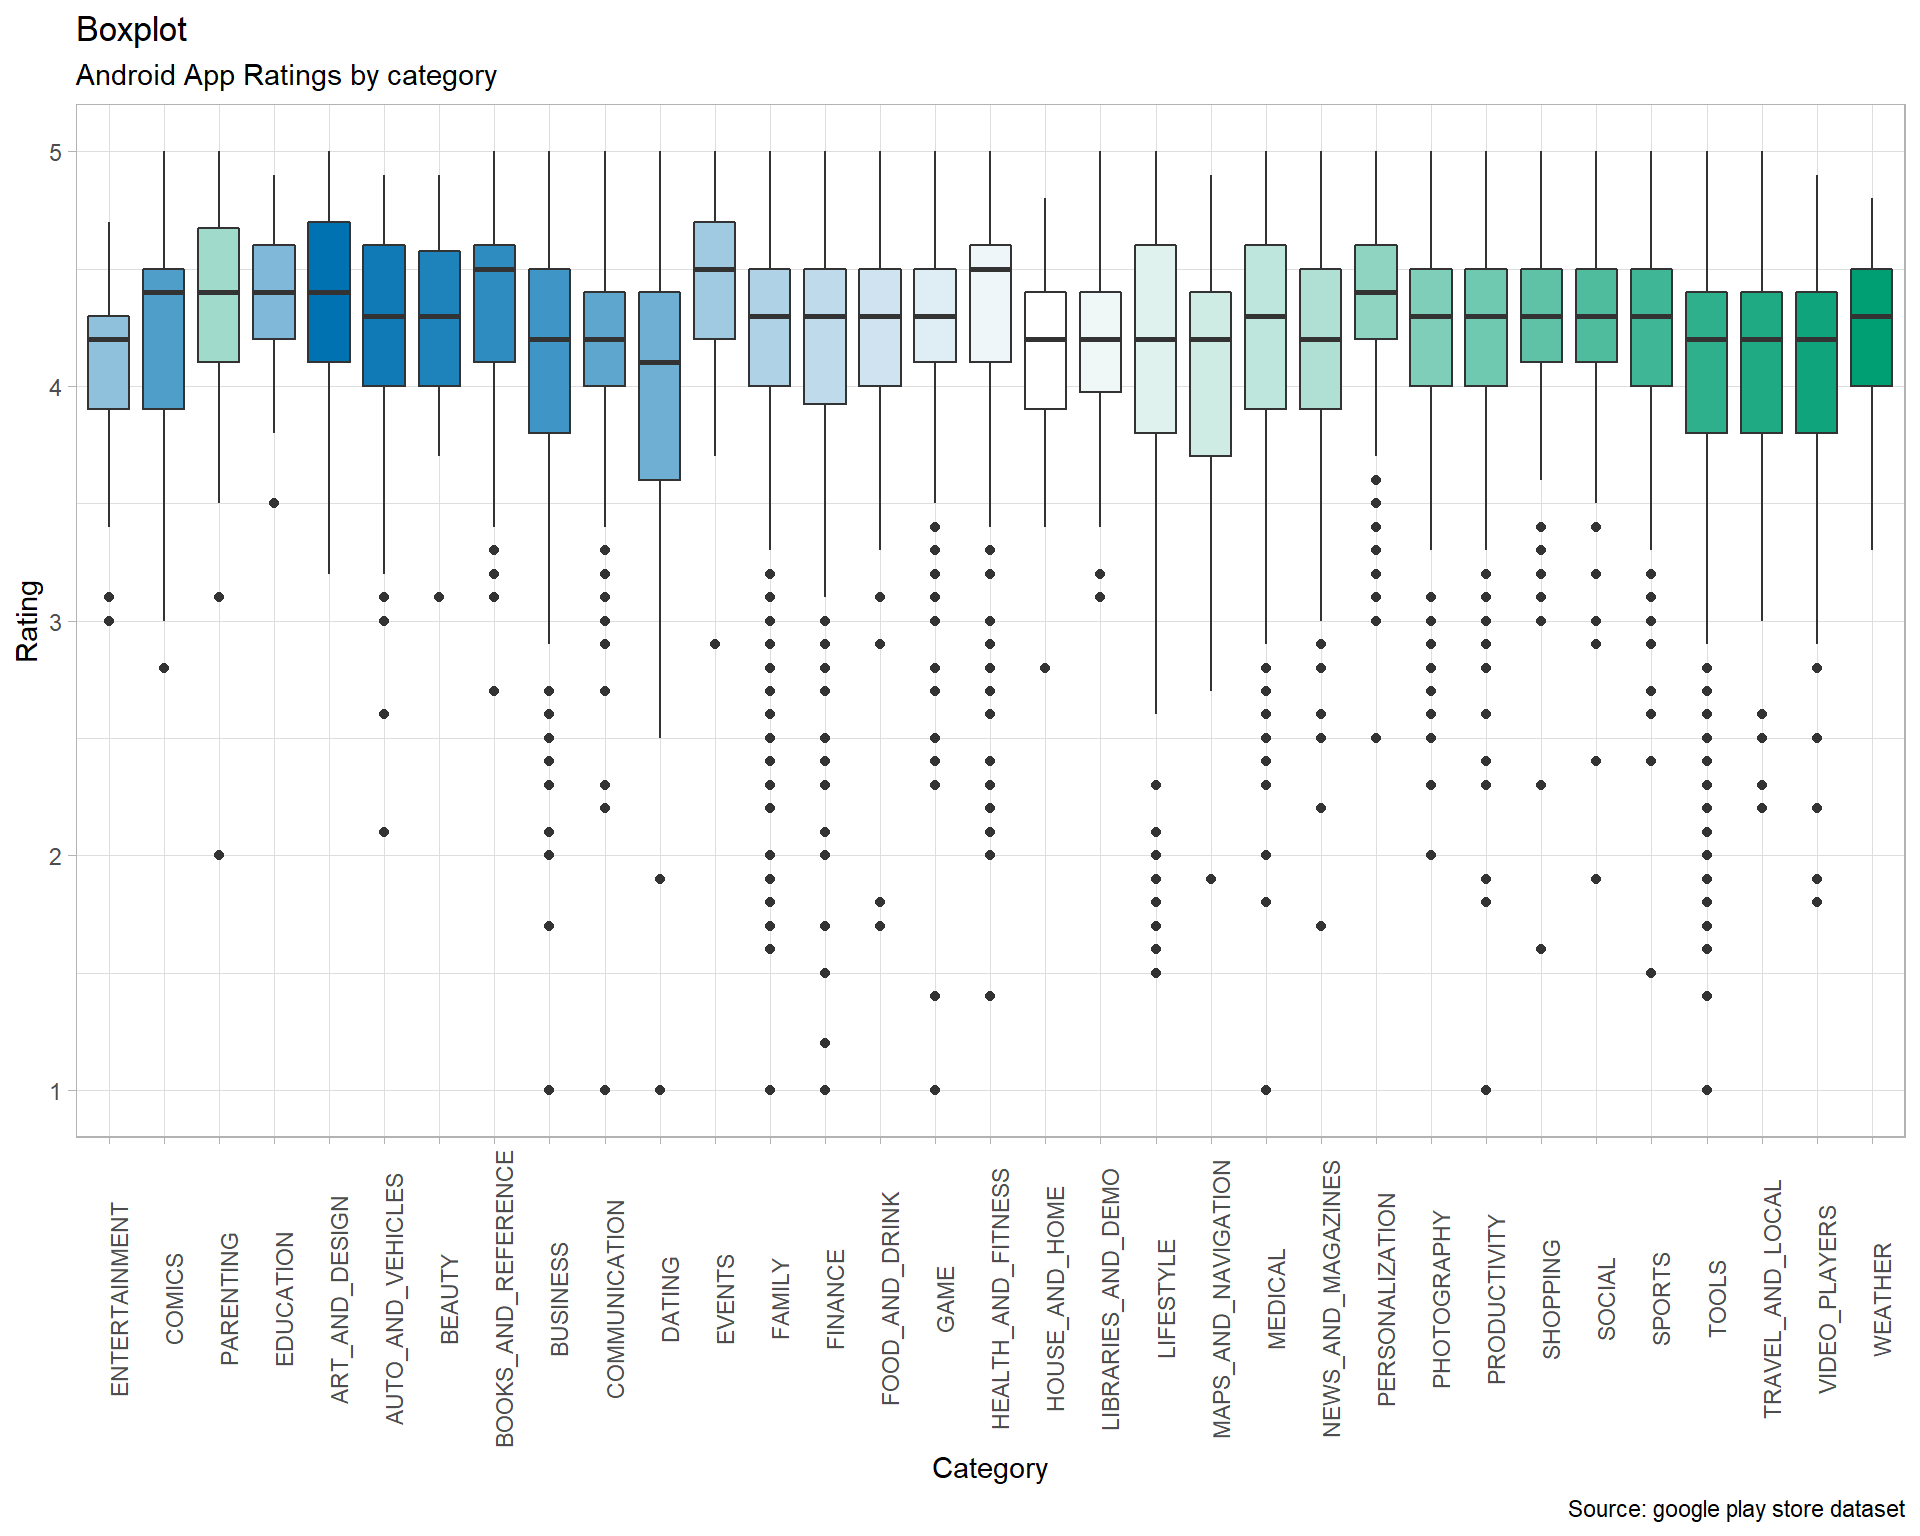 Boxplot
Android App Ratings by category
5
4
3
2
1
Rating
ENTERTAINMENT
COMICS
PARENTING
EDUCATION
ART_AND_DESIGN
AUTO_AND_VEHICLES
BEAUTY
BOOKS_AND_REFERENCE
BUSINESS
COMMUNICATION
DATING
EVENTS
FAMILY
FINANCE
FOOD_AND_DRINK
GAME
HEALTH_AND_FITNESS
HOUSE_AND_HOME
LIBRARIES_AND_DEMO
LIFESTYLE
MAPS_AND_NAVIGATION
MEDICAL
NEWS_AND_MAGAZINES
PERSONALIZATION
PHOTOGRAPHY
PRODUCTIVITY
SHOPPING
SOCIAL
SPORTS
TOOLS
TRAVEL_AND_LOCAL
VIDEO_PLAYERS
WEATHER
Category
Source: google play store dataset